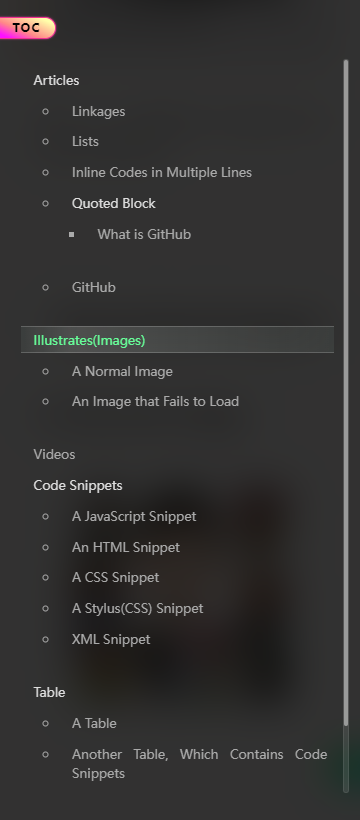 TOC
Articles
Linkages
Lists
Inline Codes in Multiple Lines
Quoted Block
What is GitHub
GitHub
Illustrates(Images)
A Normal Image
An Image that Fails to Load
Videos
Code Snippets
A JavaScript Snippet
An HTML Snippet
A CSS Snippet
A Stylus(CSS) Snippet
XML Snippet
Table
A Table
Another Table, Which Contains Code
Snippets